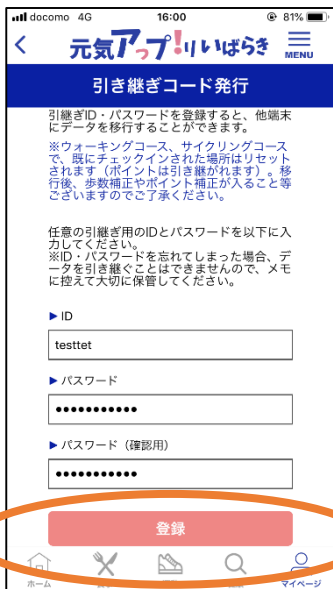 docomo 4G 16:00 81%
元気アっプ!リいばらき
MENU
引き継ぎコード発行
引継ぎID・パスワードを登録すると、他端末
にデータを移行することができます。
※ウォーキングコース、サイクリングコース
で、既にチェックインされた場所はリセット
されます（ポイントは引き継がれます）。移
行後、歩数補正やポイント補正が入ること等
ございますのでご了承ください。
任意の引継ぎ用のIDとパスワードを以下に入
力してください。
※ID・パスワードを忘れてしまった場合、デ
ータを引き継ぐことはできませんので、メモ
に控えて大切に保管してください。
▶ ID
testtet
▶ パスワード
•••••••••••
▶ パスワード（確認用）
•••••••••••
登録
ホーム
マイページ